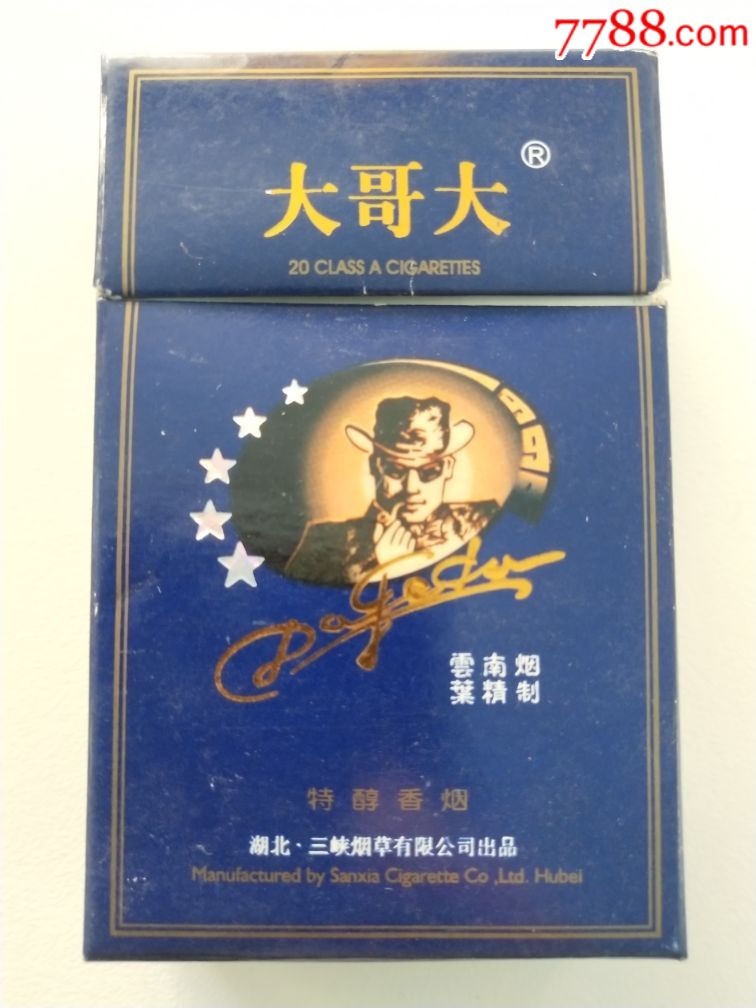 7788.com
大哥大®
20 CLASS A CIGARETTES
DaGeDa
雲南烟
葉精制
特醇香烟
湖北·三峡烟草有限公司出品
Manufactured by Sanxia Cigarette Co.,Ltd. Hubei